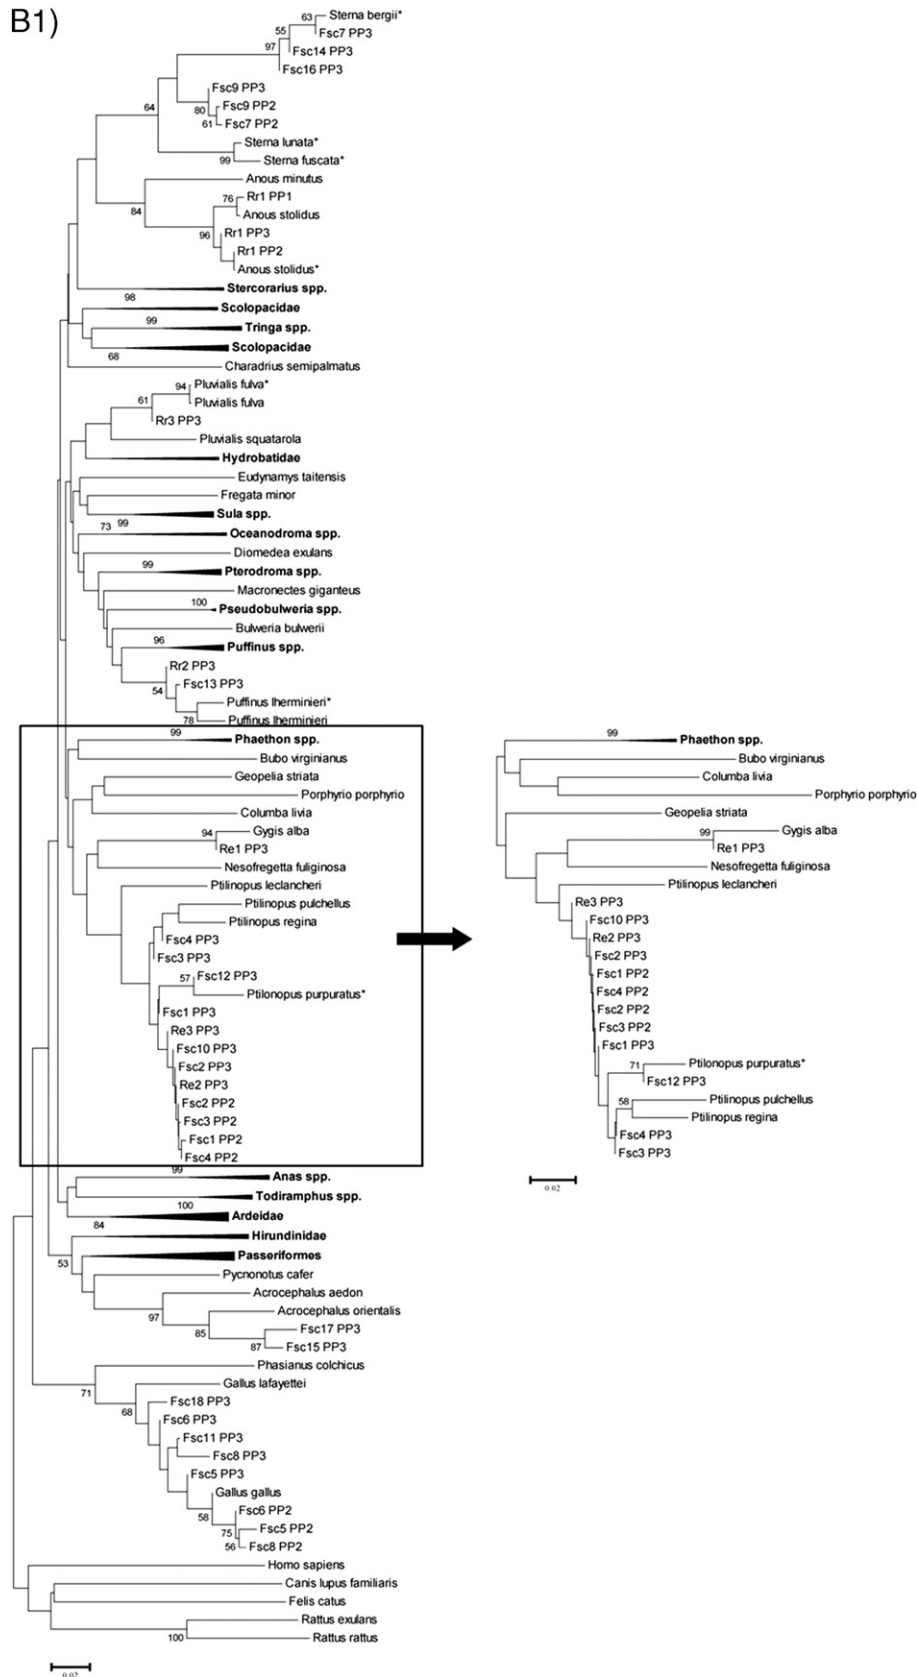 B1)
63
Sterna bergii*
55
Fsc7 PP3
97
Fsc14 PP3
Fsc16 PP3
Fsc9 PP3
64
80
Fsc9 PP2
61
Fsc7 PP2
Sterna lunata*
99
Sterna fuscata*
Anous minutus
84
76
Rr1 PP1
Anous stolidus
96
Rr1 PP3
Rr1 PP2
Anous stolidus*
Stercorarius spp.
98
Scolopacidae
99
Tringa spp.
Scolopacidae
68
Charadrius semipalmatus
94
Pluvialis fulva*
61
Pluvialis fulva
Rr3 PP3
Pluvialis squatarola
Hydrobatidae
Eudynamys taitensis
Fregata minor
Sula spp.
73
99
Oceanodroma spp.
Diomedea exulans
99
Pterodroma spp.
Macronectes giganteus
100
Pseudobulweria spp.
Bulweria bulwerii
96
Puffinus spp.
Rr2 PP3
54
Fsc13 PP3
Puffinus lherminieri*
78
Puffinus lherminieri
99
Phaethon spp.
Bubo virginianus
Geopelia striata
Porphyrio porphyrio
Columba livia
94
Gygis alba
Re1 PP3
Nesofregetta fuliginosa
Ptilinopus leclancheri
Ptilinopus pulchellus
Ptilinopus regina
Fsc4 PP3
Fsc3 PP3
57
Fsc12 PP3
Ptilonopus purpuratus*
Fsc1 PP3
Re3 PP3
Fsc10 PP3
Fsc2 PP3
Re2 PP3
Fsc2 PP2
Fsc3 PP2
Fsc1 PP2
Fsc4 PP2
99
Phaethon spp.
Bubo virginianus
Columba livia
Porphyrio porphyrio
Geopelia striata
99
Gygis alba
Re1 PP3
Nesofregetta fuliginosa
Ptilinopus leclancheri
Re3 PP3
Fsc10 PP3
Re2 PP3
Fsc2 PP3
Fsc1 PP2
Fsc4 PP2
Fsc2 PP2
Fsc3 PP2
Fsc1 PP3
71
Ptilonopus purpuratus*
Fsc12 PP3
58
Ptilinopus pulchellus
Ptilinopus regina
Fsc4 PP3
Fsc3 PP3
0.02
99
Anas spp.
Todiramphus spp.
100
Ardeidae
84
Hirundinidae
53
Passeriformes
Pycnonotus cafer
Acrocephalus aedon
97
Acrocephalus orientalis
85
Fsc17 PP3
87
Fsc15 PP3
Phasianus colchicus
71
Gallus lafayettei
68
Fsc18 PP3
Fsc6 PP3
Fsc11 PP3
Fsc8 PP3
Fsc5 PP3
Gallus gallus
58
Fsc6 PP2
75
Fsc5 PP2
56
Fsc8 PP2
Homo sapiens
Canis lupus familiaris
Felis catus
Rattus exulans
100
Rattus rattus
0.02